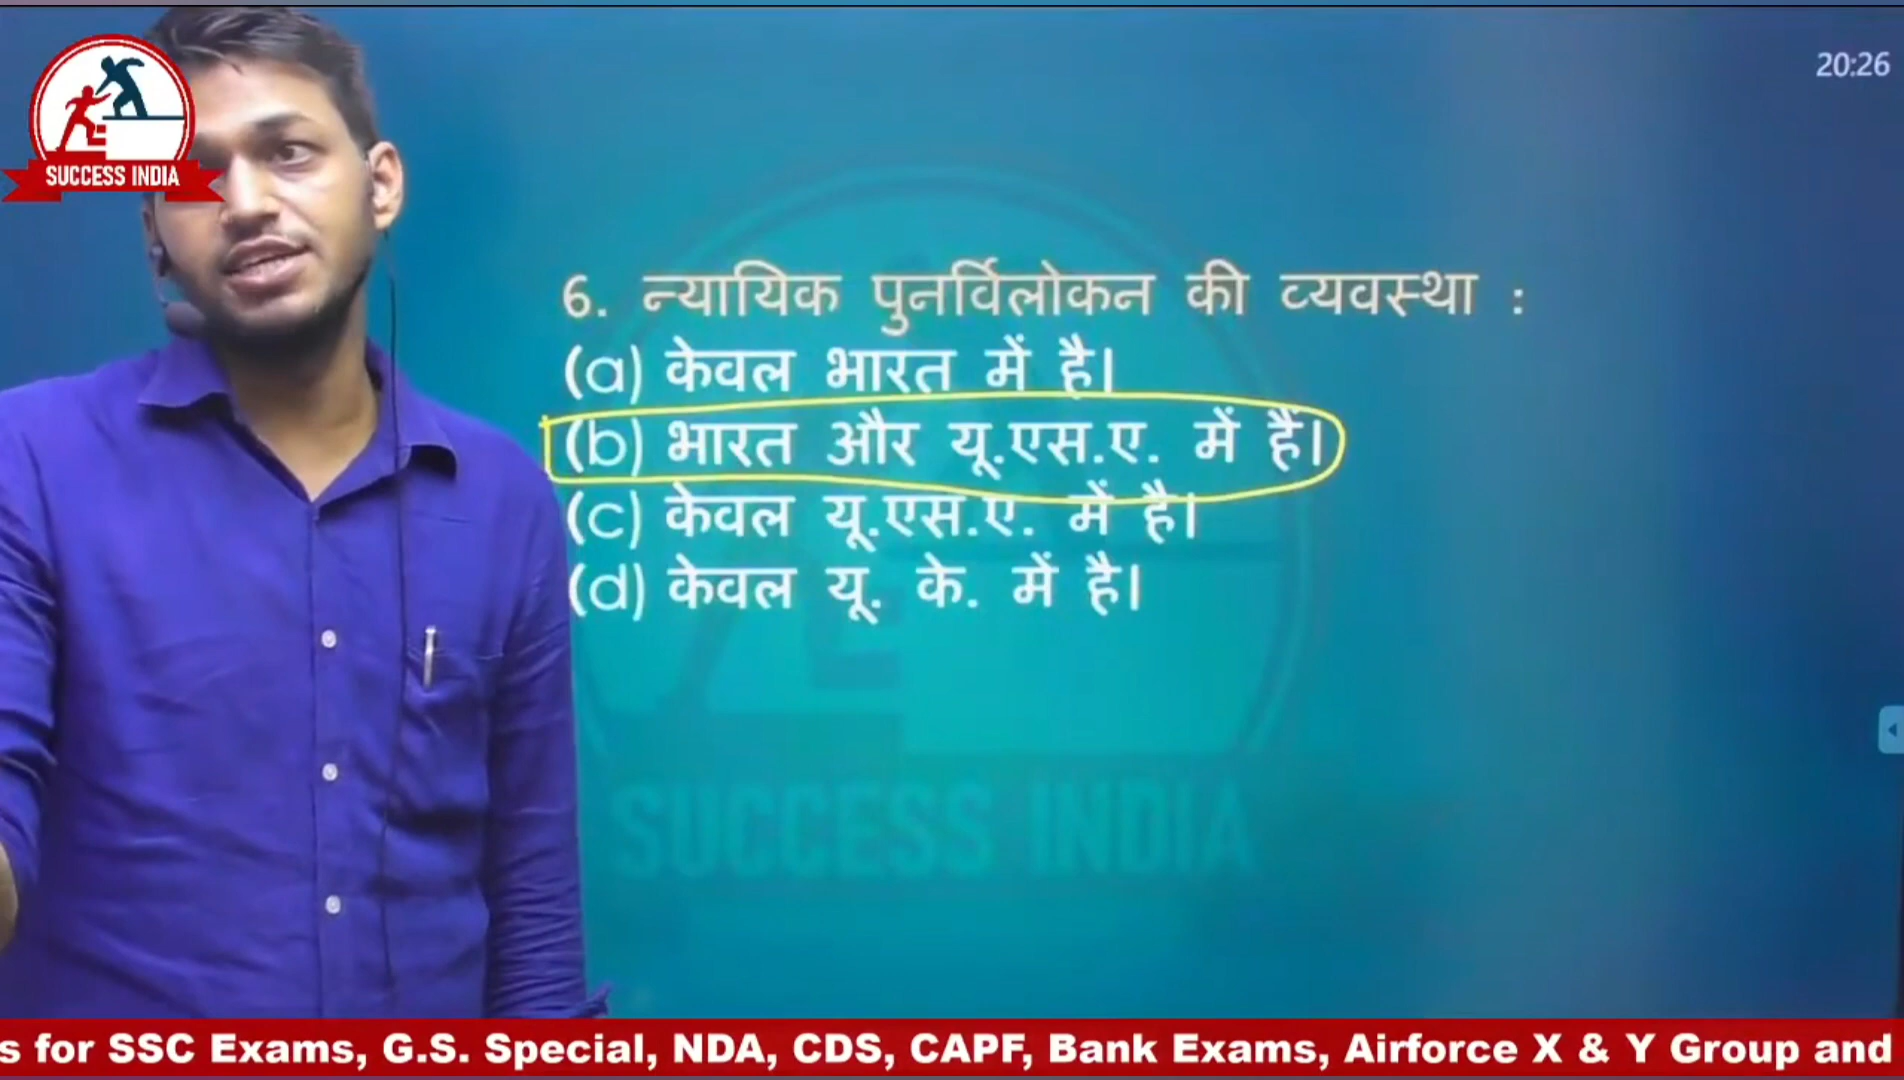 SUCCESS INDIA
20:26
6. न्यायिक पुनर्विलोकन की व्यवस्था :
(a) केवल भारत में है।
(b) भारत और यू.एस.ए. में है।
(c) केवल यू.एस.ए. में है।
(d) केवल यू. के. में है।
SUCCESS INDIA
s for SSC Exams, G.S. Special, NDA, CDS, CAPF, Bank Exams, Airforce X & Y Group and